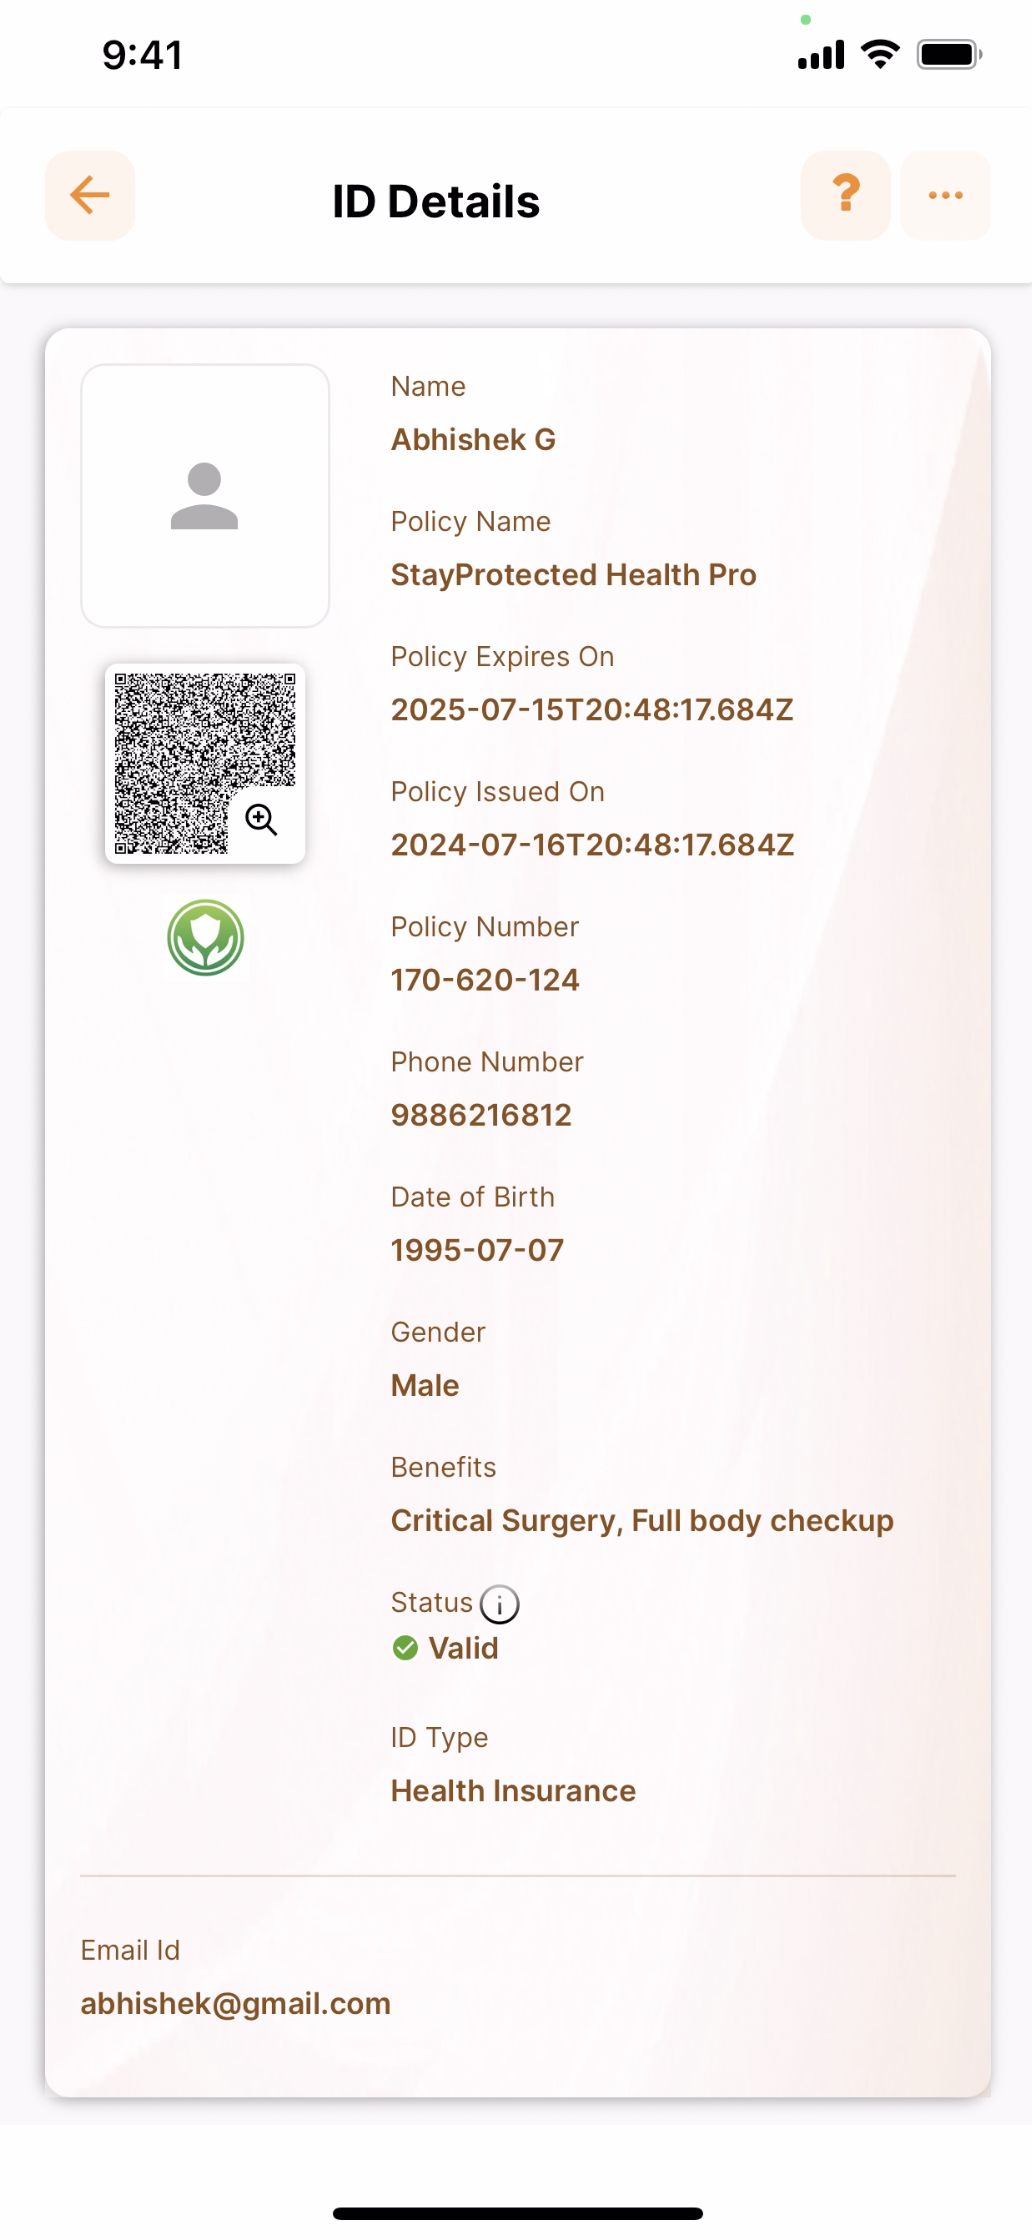 9:41
ID Details
?
Name
Abhishek G
Policy Name
StayProtected Health Pro
Policy Expires On
2025-07-15T20:48:17.684Z
Policy Issued On
2024-07-16T20:48:17.684Z
Policy Number
170-620-124
Phone Number
9886216812
Date of Birth
1995-07-07
Gender
Male
Benefits
Critical Surgery, Full body checkup
Status
Valid
ID Type
Health Insurance
Email Id
abhishek@gmail.com